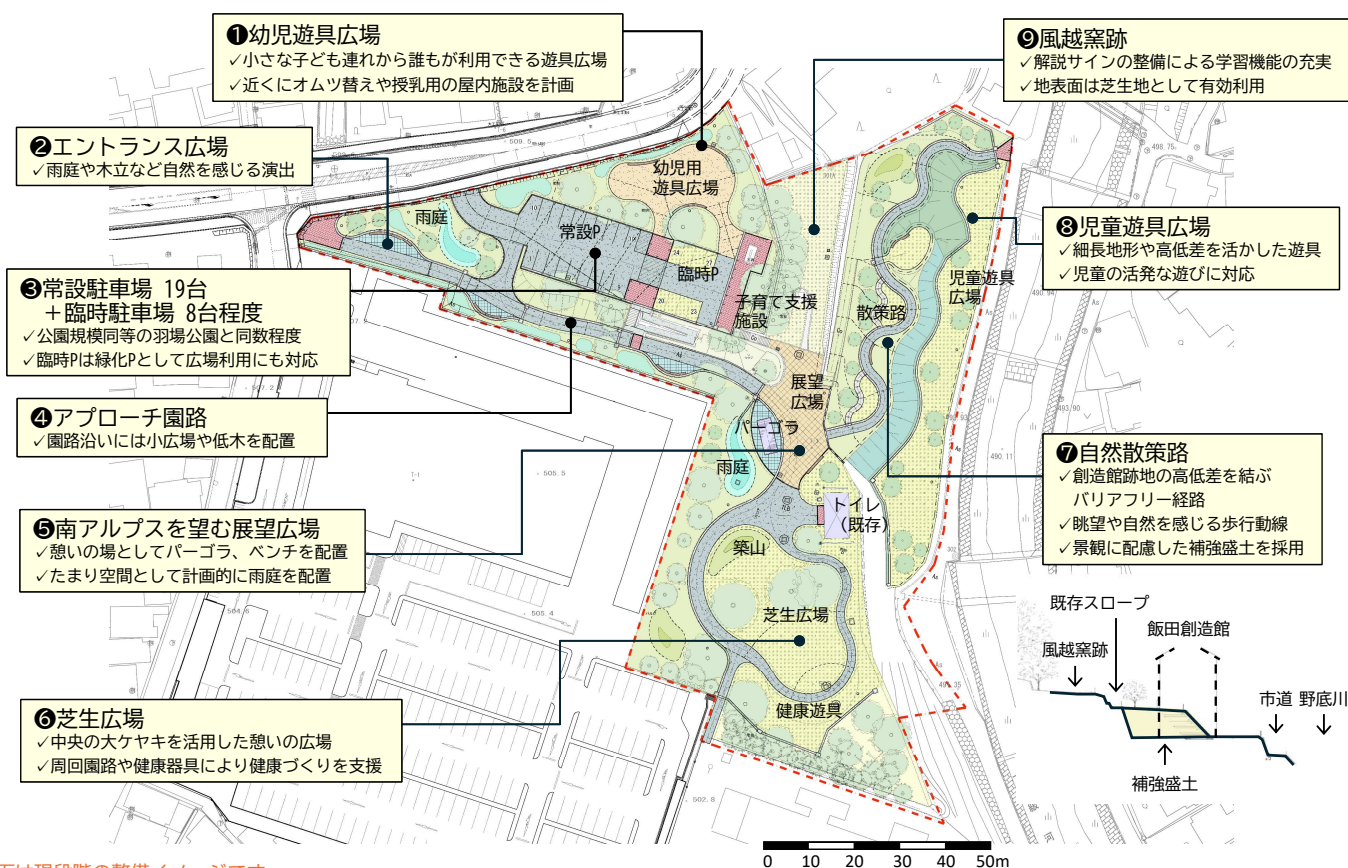 ❶幼児遊具広場
✓小さな子ども連れから誰もが利用できる遊具広場
✓近くにオムツ替えや授乳用の屋内施設を計画
❷エントランス広場
✓雨庭や木立など自然を感じる演出
❸常設駐車場 19台
＋臨時駐車場 8台程度
✓公園規模同等の羽場公園と同数程度
✓臨時Pは緑化Pとして広場利用にも対応
❹アプローチ園路
✓園路沿いには小広場や低木を配置
❺南アルプスを望む展望広場
✓憩いの場としてパーゴラ、ベンチを配置
✓たまり空間として計画的に雨庭を配置
❻芝生広場
✓中央の大ケヤキを活用した憩いの広場
✓周回園路や健康器具により健康づくりを支援
❾風越窯跡
✓解説サインの整備による学習機能の充実
✓地表面は芝生地として有効利用
❽児童遊具広場
✓細長地形や高低差を活かした遊具
✓児童の活発な遊びに対応
❼自然散策路
✓創造館跡地の高低差を結ぶ
バリアフリー経路
✓眺望や自然を感じる歩行動線
✓景観に配慮した補強盛土を採用
幼児用
遊具広場
雨庭
常設P
臨時P
子育て支援
施設
散策路
児童遊具
広場
展望
広場
パーゴラ
雨庭
トイレ
（既存）
築山
芝生広場
健康遊具
既存スロープ
飯田創造館
風越窯跡
市道 野底川
補強盛土
509.5
498.75
507.2
490.94
493.90
490.11
505.5
505.4
504.6
502.8
20
23
24
0 10 20 30 40 50m